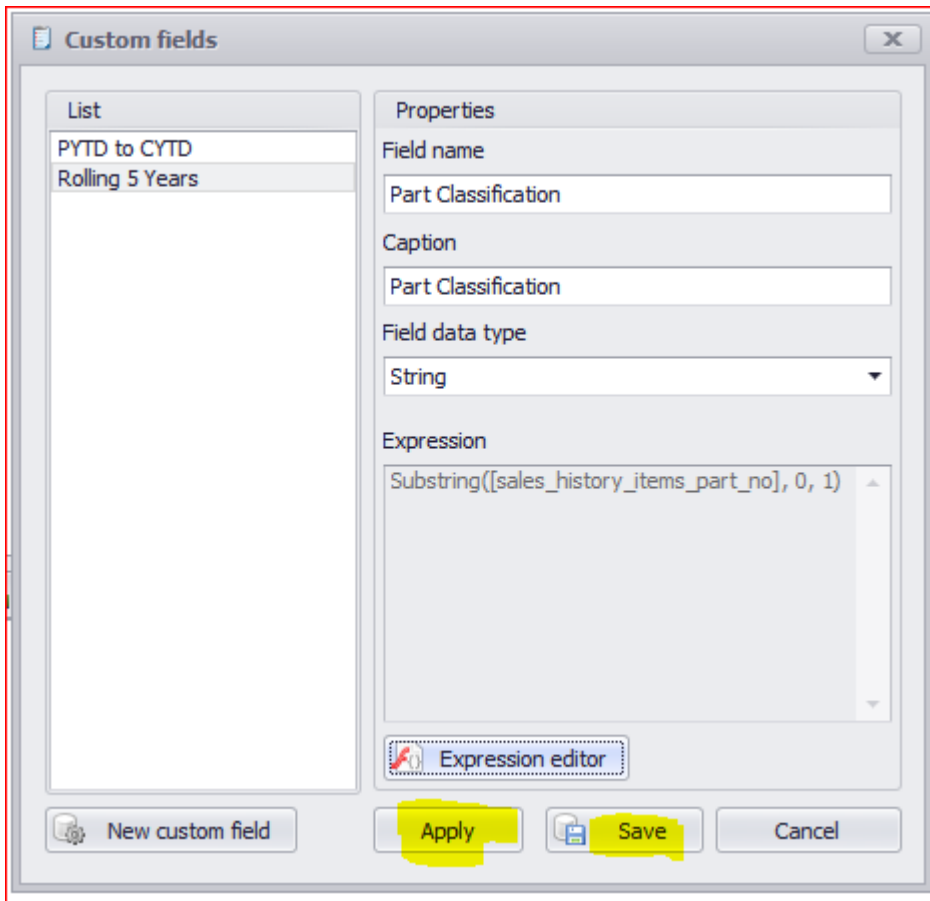 Custom fields
List
PYTD to CYTD
Rolling 5 Years
Properties
Field name
Part Classification
Caption
Part Classification
Field data type
String
Expression
Substring([sales_history_items_part_no], 0, 1)
Expression editor
New custom field
Apply
Save
Cancel